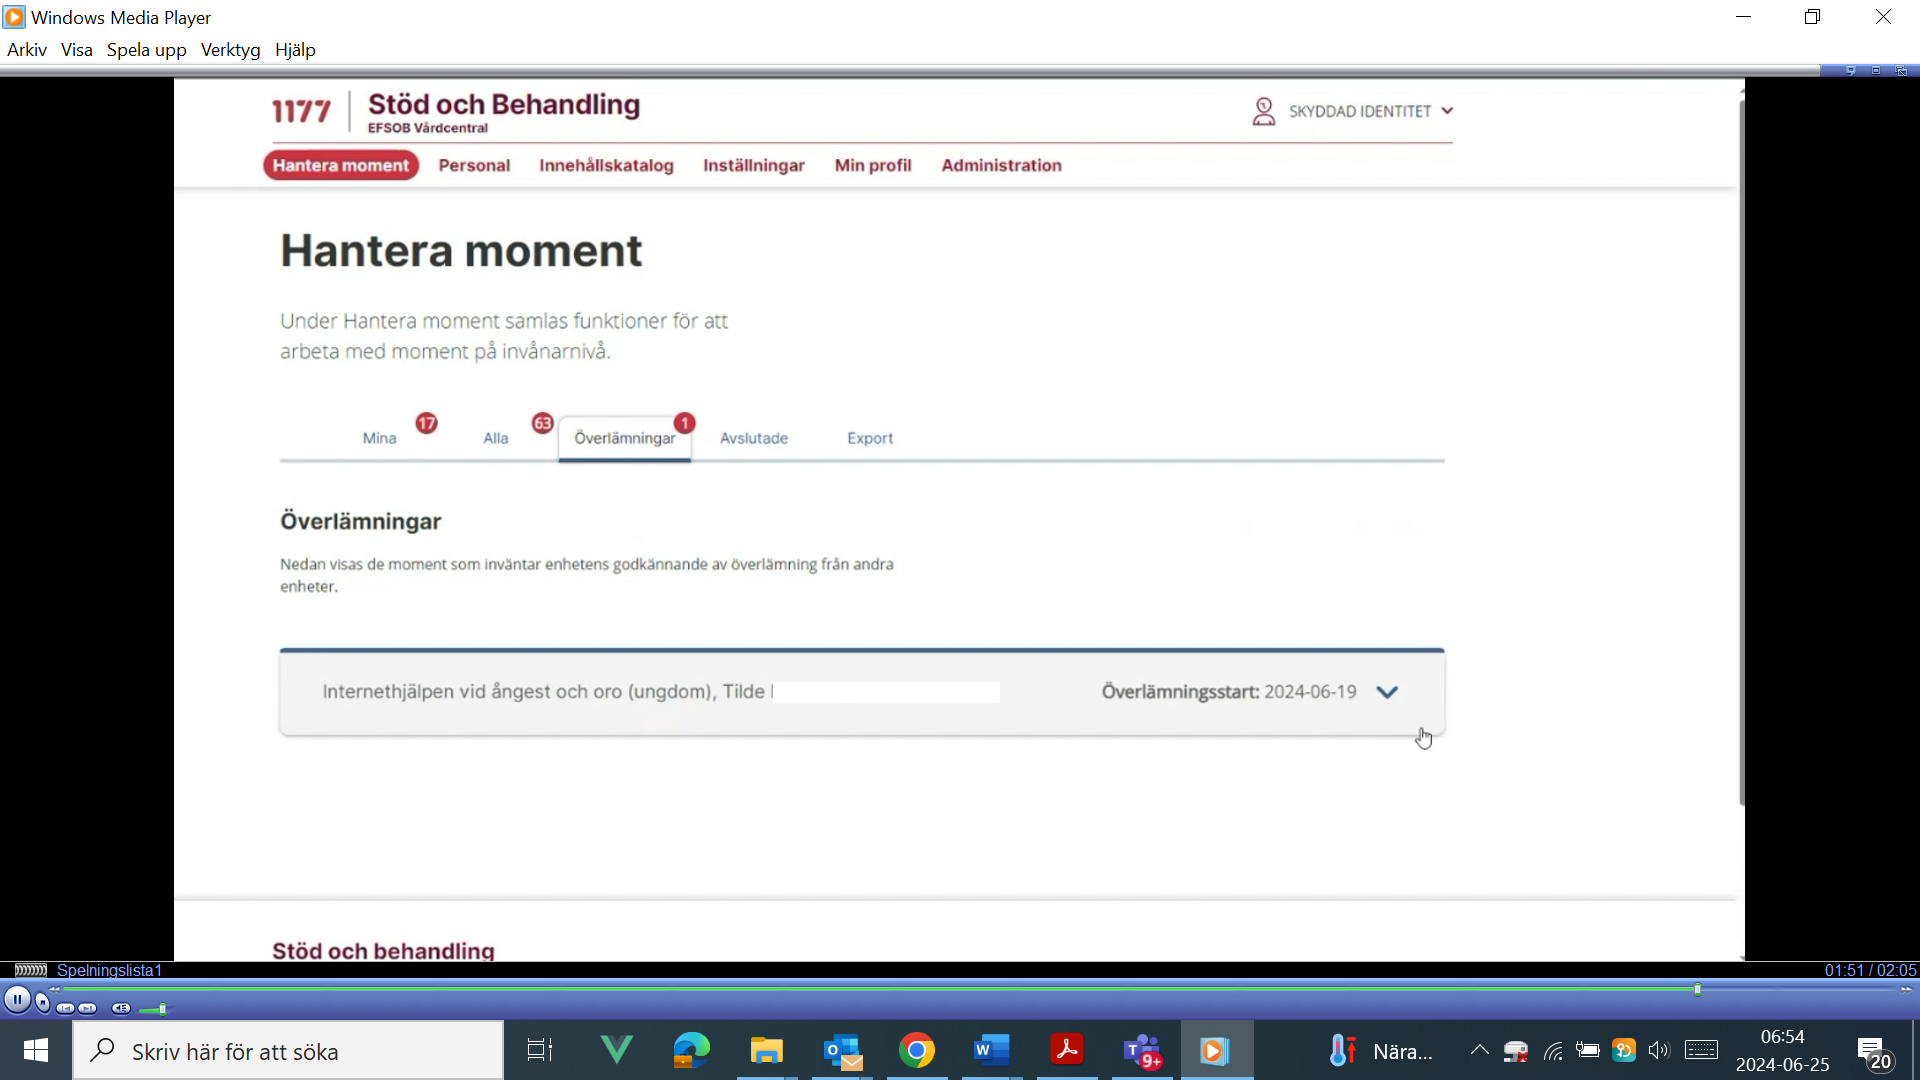 Windows Media Player
Arkiv Visa Spela upp Verktyg Hjälp
1177 Stöd och Behandling
EFSOB Vårdcentral
SKYDDAD IDENTITET
Hantera moment Personal Innehållskatalog Inställningar Min profil Administration
Hantera moment
Under Hantera moment samlas funktioner för att
arbeta med moment på invånarnivå.
Mina 17 Alla 63 Överlämningar 1 Avslutade Export
Överlämningar
Nedan visas de moment som inväntar enhetens godkännande av överlämning från andra
enheter.
Internethjälpen vid ångest och oro (ungdom), Tilde
Överlämningsstart: 2024-06-19
Stöd och behandling
Spelningslista1
01:51 / 02:05
Skriv här för att söka
9+
Nära...
06:54
2024-06-25
20